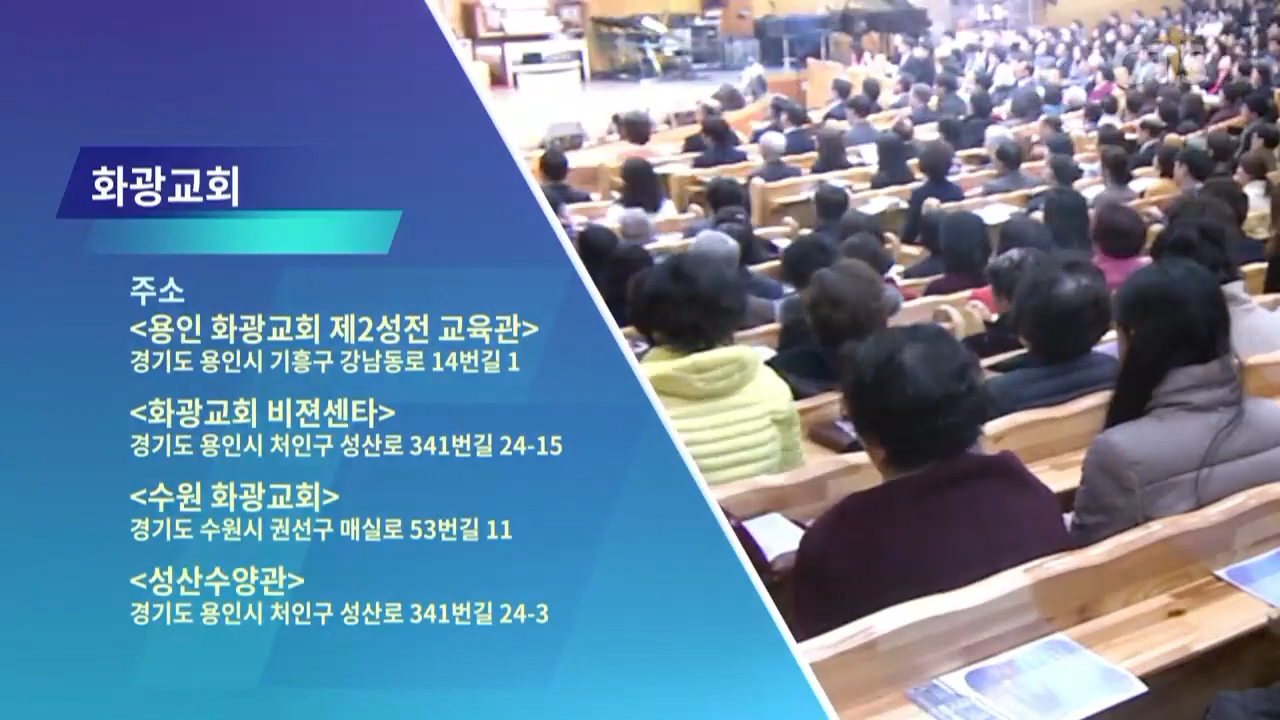 화광교회
주소
<용인 화광교회 제2성전 교육관>
경기도 용인시 기흥구 강남동로 14번길 1
<화광교회 비젼센타>
경기도 용인시 처인구 성산로 341번길 24-15
<수원 화광교회>
경기도 수원시 권선구 매실로 53번길 11
<성산수양관>
경기도 용인시 처인구 성산로 341번길 24-3